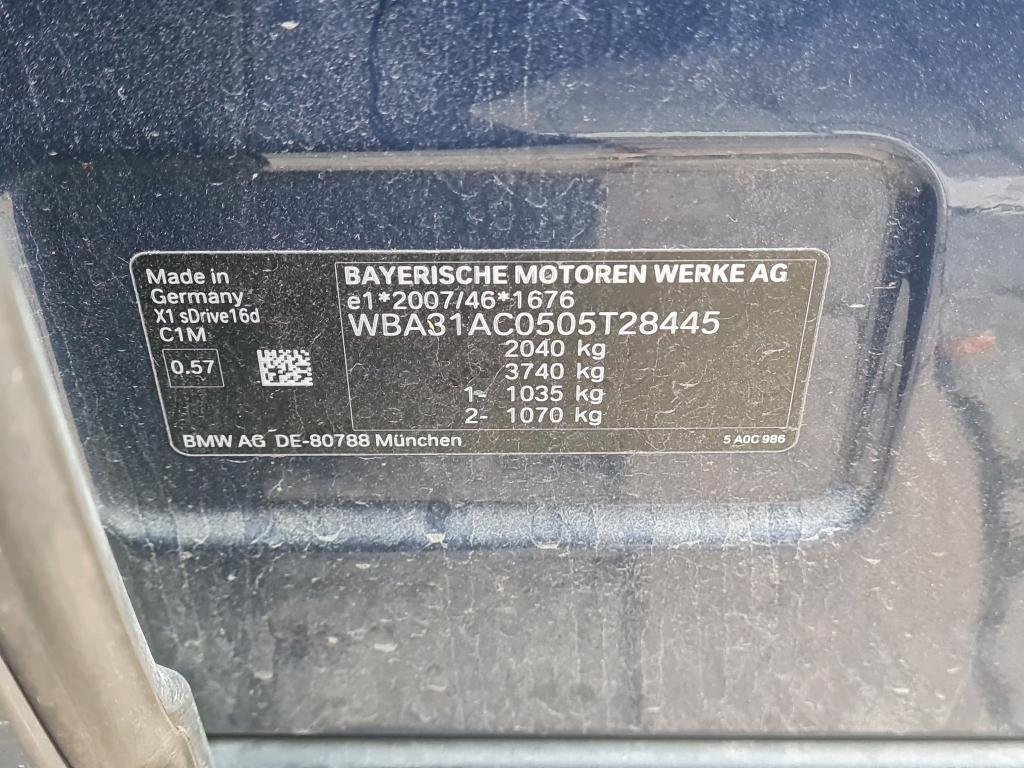 Made in
Germany
X1 sDrive16d
C1M
0.57
BAYERISCHE MOTOREN WERKE AG
e1*2007/46*1676
WBA31AC0505T28445
2040 kg
3740 kg
1- 1035 kg
2- 1070 kg
BMW AG DE-80788 München
5 A0C 986